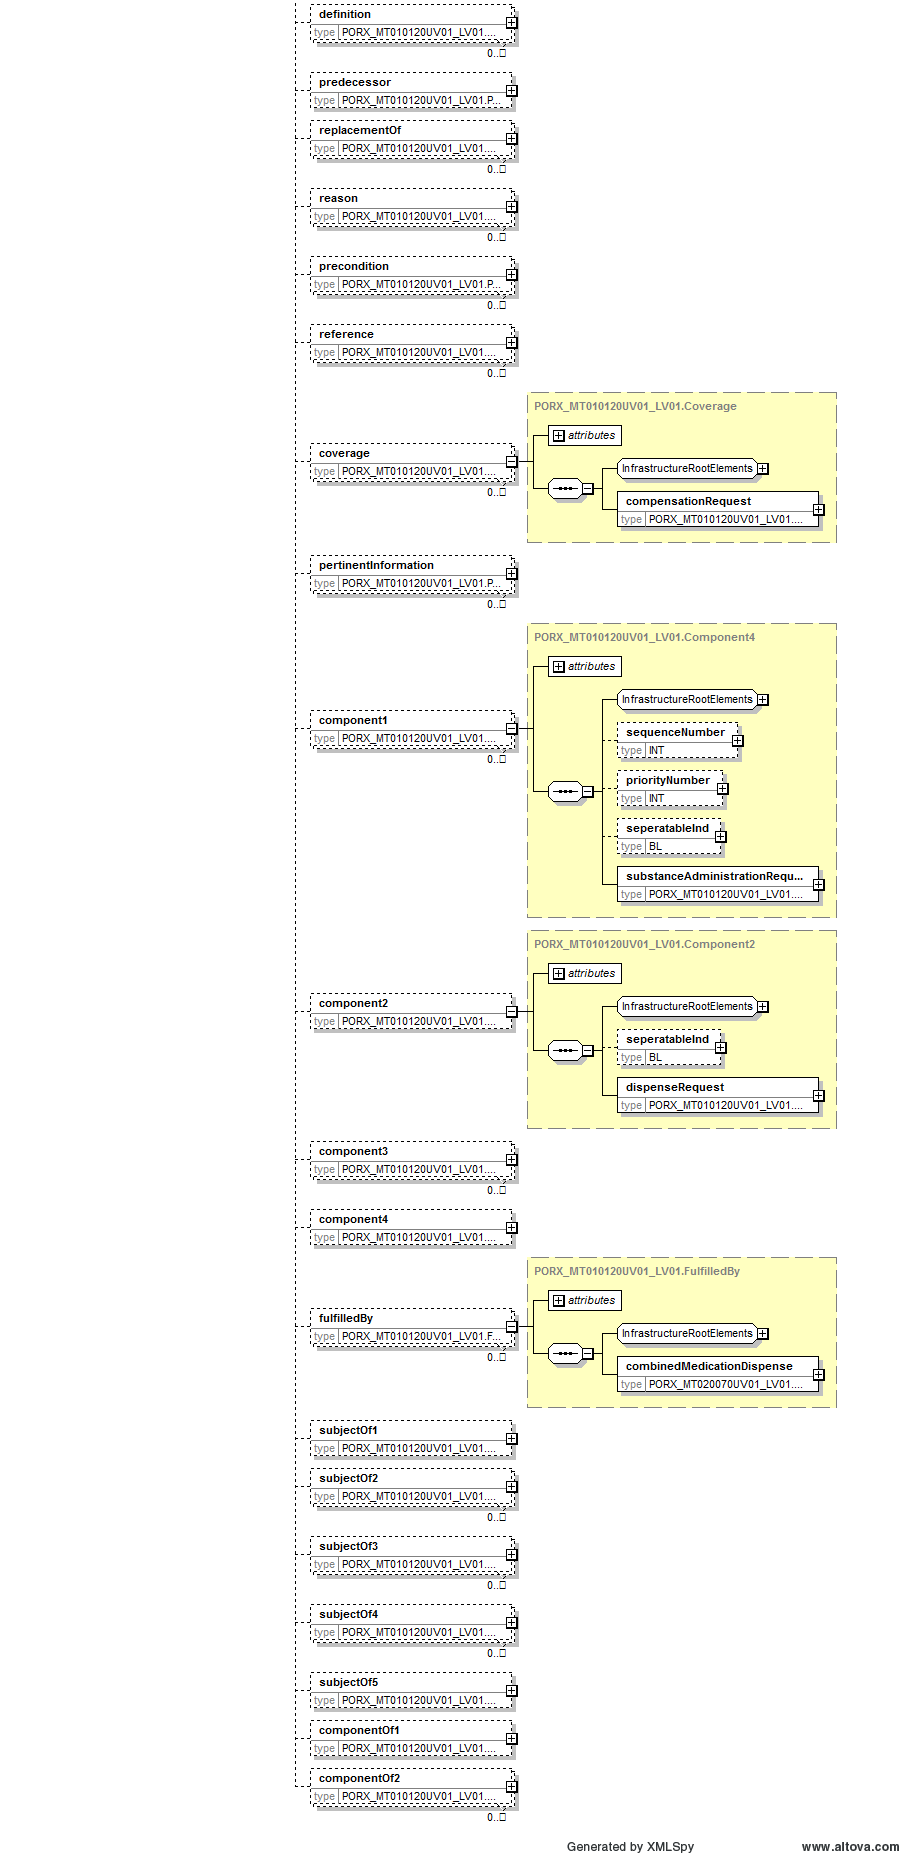 definition
type PORX_MT010120UV01_LV01....
0..□
predecessor
type PORX_MT010120UV01_LV01.P...
replacementOf
type PORX_MT010120UV01_LV01....
0..□
reason
type PORX_MT010120UV01_LV01....
0..□
precondition
type PORX_MT010120UV01_LV01.P...
0..□
reference
type PORX_MT010120UV01_LV01....
0..□
coverage
type PORX_MT010120UV01_LV01....
0..□
PORX_MT010120UV01_LV01.Coverage
attributes
InfrastructureRootElements
compensationRequest
type PORX_MT010120UV01_LV01....
pertinentInformation
type PORX_MT010120UV01_LV01.P...
0..□
component1
type PORX_MT010120UV01_LV01....
0..□
PORX_MT010120UV01_LV01.Component4
attributes
InfrastructureRootElements
sequenceNumber
type INT
priorityNumber
type INT
seperatableInd
type BL
substanceAdministrationRequ...
type PORX_MT010120UV01_LV01....
component2
type PORX_MT010120UV01_LV01....
PORX_MT010120UV01_LV01.Component2
attributes
InfrastructureRootElements
seperatableInd
type BL
dispenseRequest
type PORX_MT010120UV01_LV01....
component3
type PORX_MT010120UV01_LV01....
0..□
component4
type PORX_MT010120UV01_LV01....
fulfilledBy
type PORX_MT010120UV01_LV01.F...
0..□
PORX_MT010120UV01_LV01.FulfilledBy
attributes
InfrastructureRootElements
combinedMedicationDispense
type PORX_MT020070UV01_LV01....
subjectOf1
type PORX_MT010120UV01_LV01....
subjectOf2
type PORX_MT010120UV01_LV01....
0..□
subjectOf3
type PORX_MT010120UV01_LV01....
0..□
subjectOf4
type PORX_MT010120UV01_LV01....
0..□
subjectOf5
type PORX_MT010120UV01_LV01....
componentOf1
type PORX_MT010120UV01_LV01....
componentOf2
type PORX_MT010120UV01_LV01....
0..□
Generated by XMLSpy www.altova.com